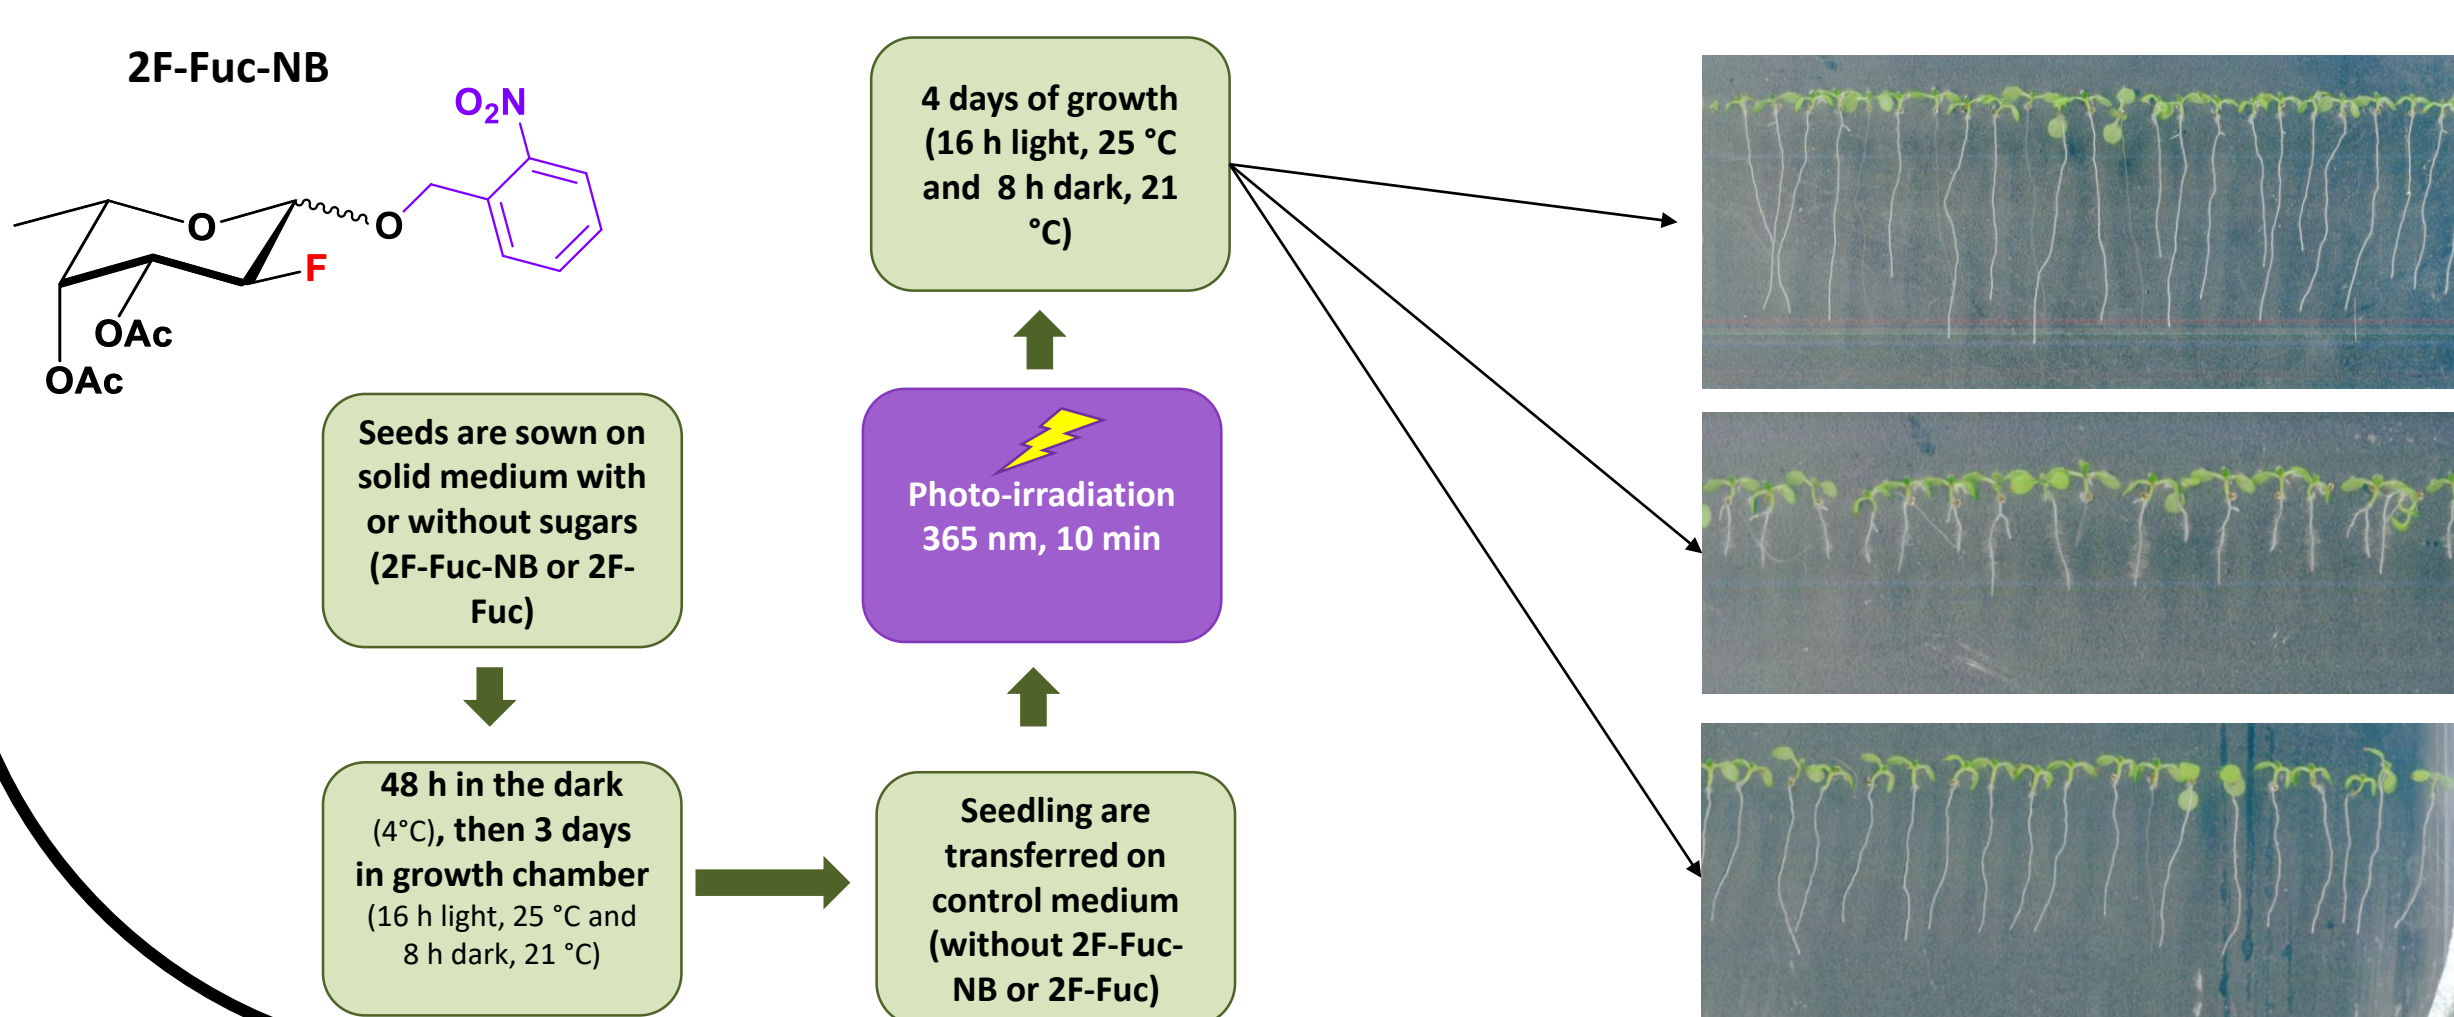 2F-Fuc-NB
O₂N
O
O
F
OAc
OAc
Seeds are sown on
solid medium with
or without sugars
(2F-Fuc-NB or 2F-
Fuc)
48 h in the dark
(4°C), then 3 days
in growth chamber
(16 h light, 25 °C and
8 h dark, 21 °C)
Seedling are
transferred on
control medium
(without 2F-Fuc-
NB or 2F-Fuc)
Photo-irradiation
365 nm, 10 min
4 days of growth
(16 h light, 25 °C
and 8 h dark, 21
°C)